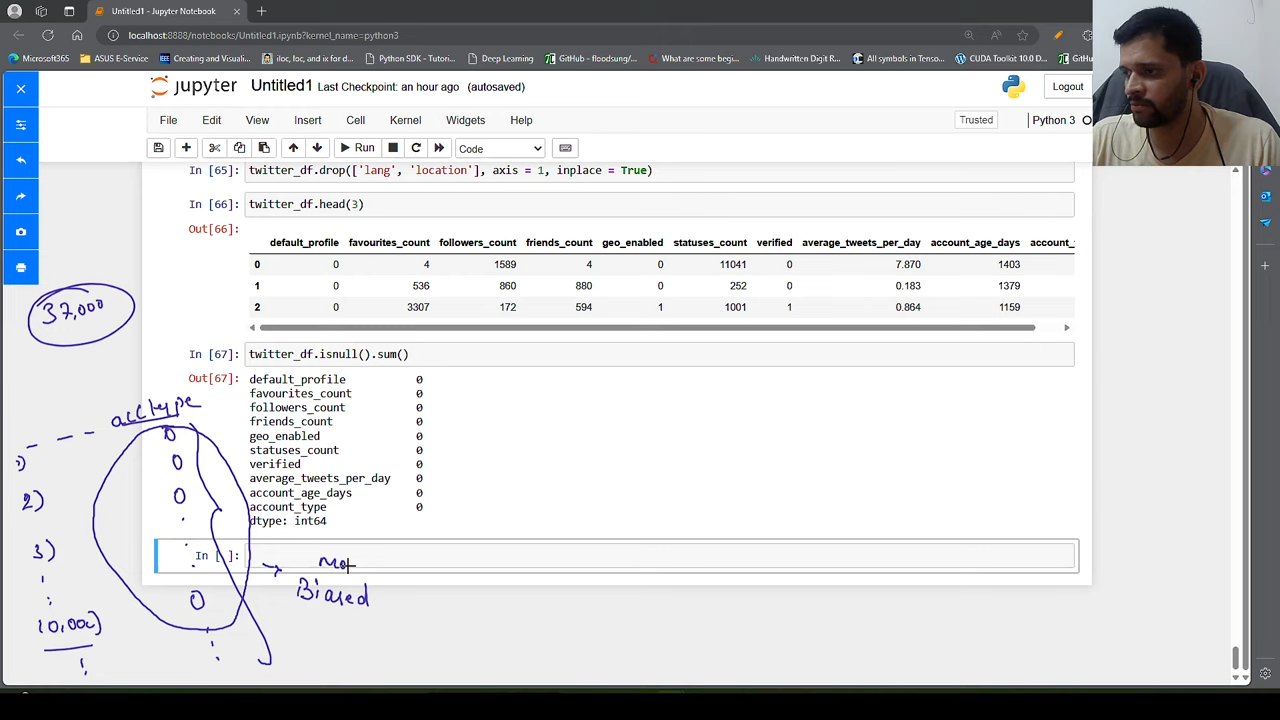 Untitled1 - Jupyter Notebook
localhost:8888/notebooks/Untitled1.ipynb?kernel_name=python3
Microsoft365 ASUS E-Service Creating and Visuali... iloc, loc, and ix for... Python SDK - Tutori... Deep Learning GitHub - floodsung/... What are some begi... Handwritten Digit R... All symbols in Tenso... CUDA Toolkit 10.0 D...
jupyter Untitled1 Last Checkpoint: an hour ago (autosaved) Logout
File Edit View Insert Cell Kernel Widgets Help Trusted Python 3
Run Code
In [65]: twitter_df.drop(['lang', 'location'], axis = 1, inplace = True)
In [66]: twitter_df.head(3)
Out[66]:
default_profile favourites_count followers_count friends_count geo_enabled statuses_count verified average_tweets_per_day account_age_days account_
0 0 4 1589 4 0 11041 0 7.870 1403
1 0 536 860 880 0 252 0 0.183 1379
2 0 3307 172 594 1 1001 1 0.864 1159
37,000
In [67]: twitter_df.isnull().sum()
Out[67]: default_profile 0
favourites_count 0
followers_count 0
friends_count 0
geo_enabled 0
statuses_count 0
verified 0
average_tweets_per_day 0
account_age_days 0
account_type 0
dtype: int64
acctype
0
1) 0
2) 0
3)
In [ ]:
0
10,000)
Mo
Biased